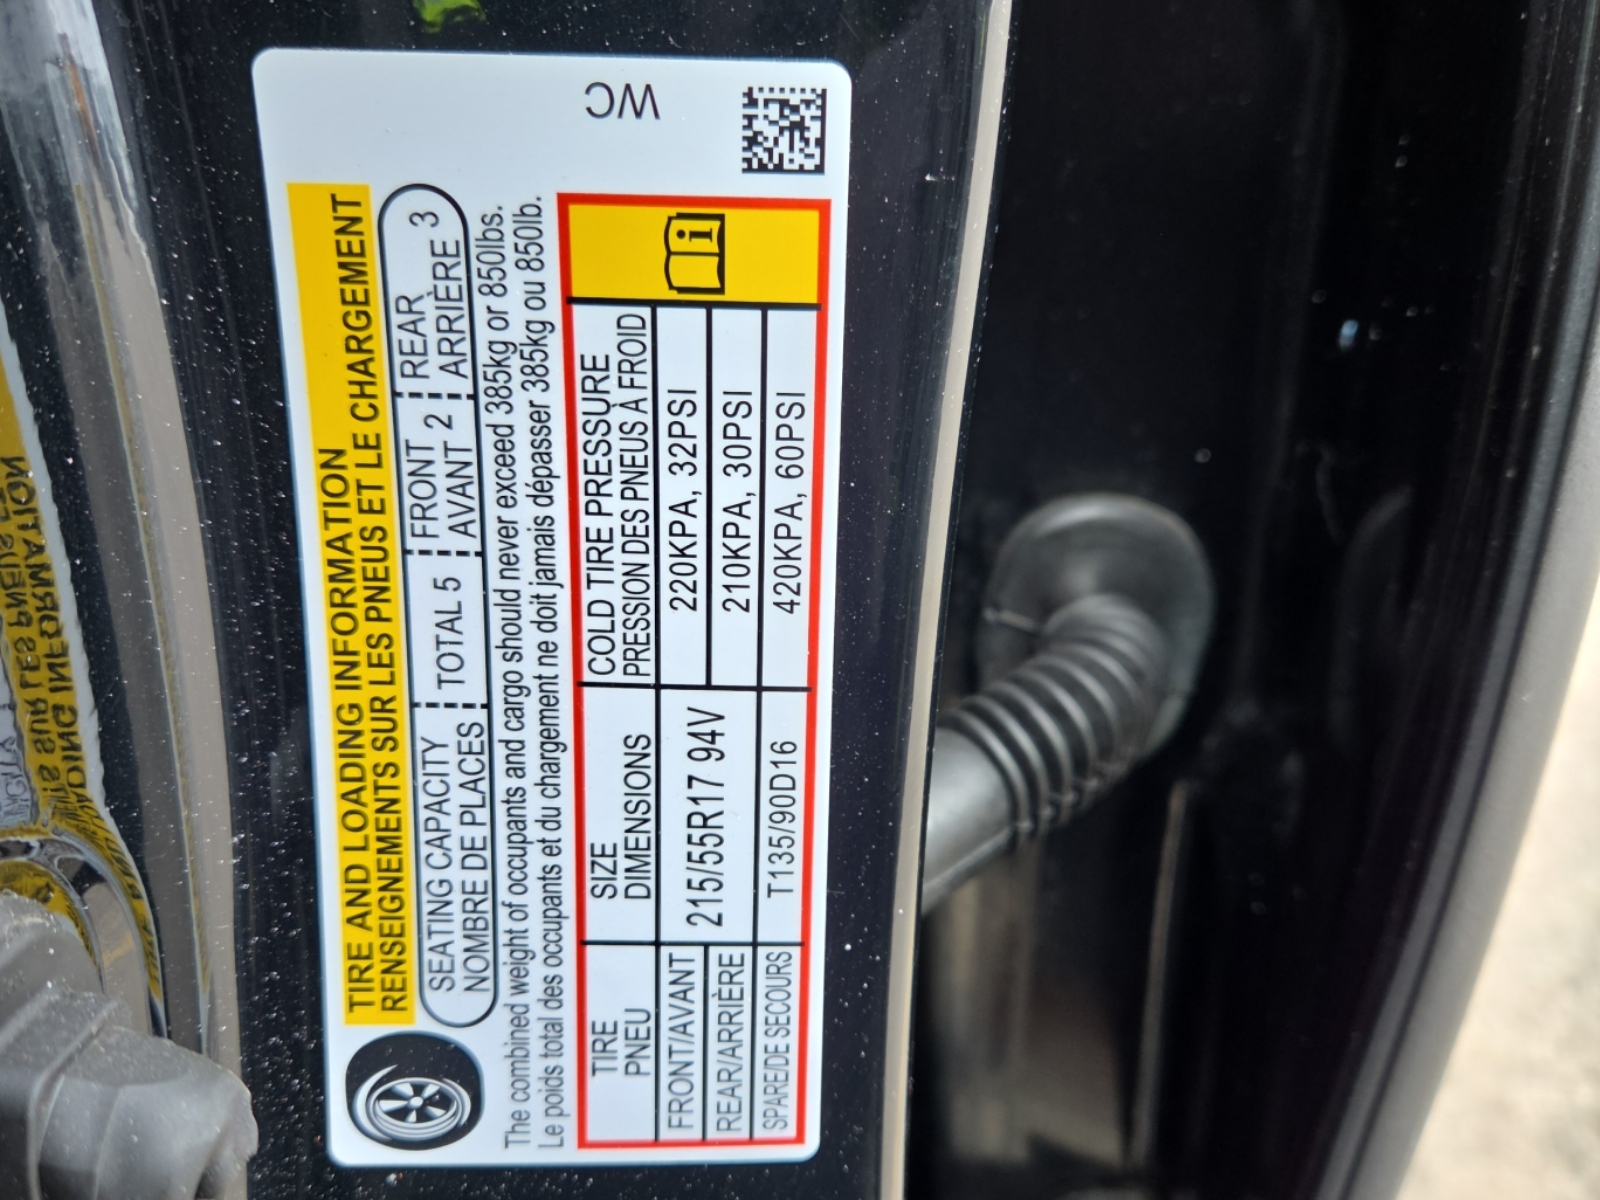 TIRE AND LOADING INFORMATION
RENSEIGNEMENTS SUR LES PNEUS ET LE CHARGEMENT
SEATING CAPACITY TOTAL 5 FRONT 2 REAR 3
NOMBRE DE PLACES AVANT ARRIÈRE
The combined weight of occupants and cargo should never exceed 385kg or 850lbs.
Le poids total des occupants et du chargement ne doit jamais dépasser 385kg ou 850lb.
TIRE SIZE COLD TIRE PRESSURE
PNEU DIMENSIONS PRESSION DES PNEUS À FROID
FRONT/AVANT 215/55R17 94V 220KPA, 32PSI
REAR/ARRIÈRE 210KPA, 30PSI
SPARE/DE SECOURS T135/90D16 420KPA, 60PSI
WC